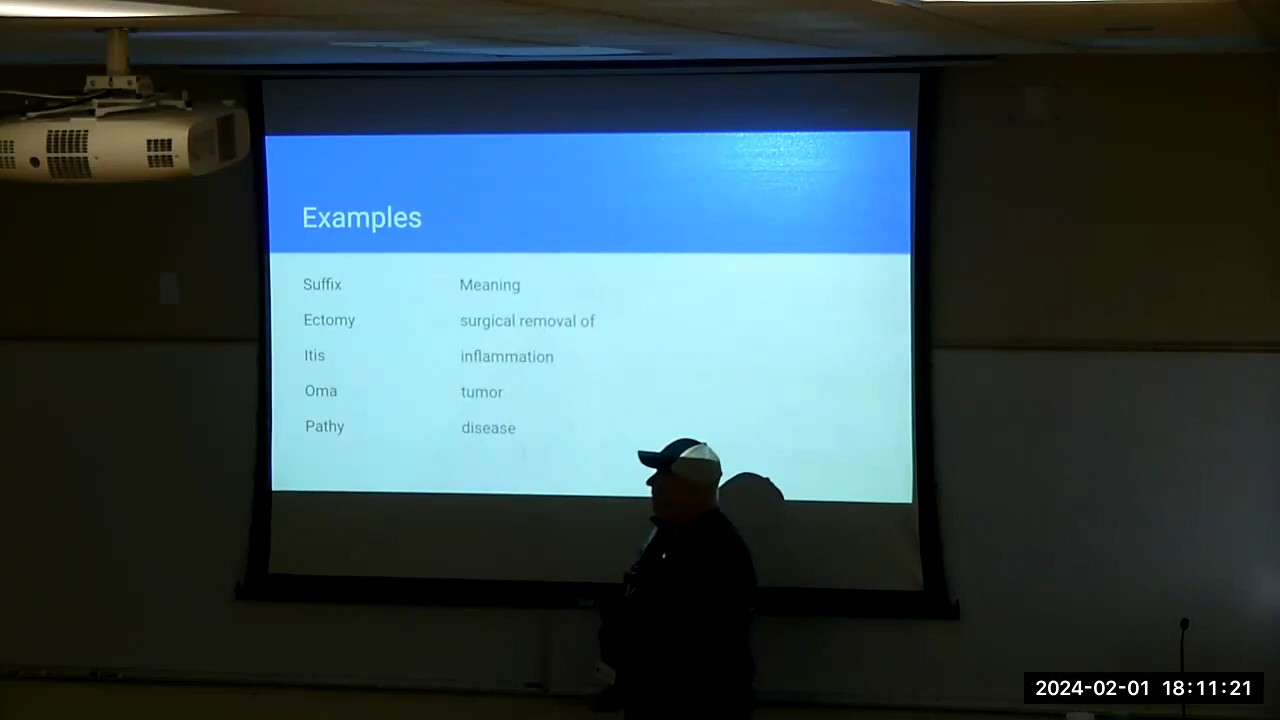 Examples
Suffix Meaning
Ectomy surgical removal of
Itis inflammation
Oma tumor
Pathy disease
2024-02-01 18:11:21